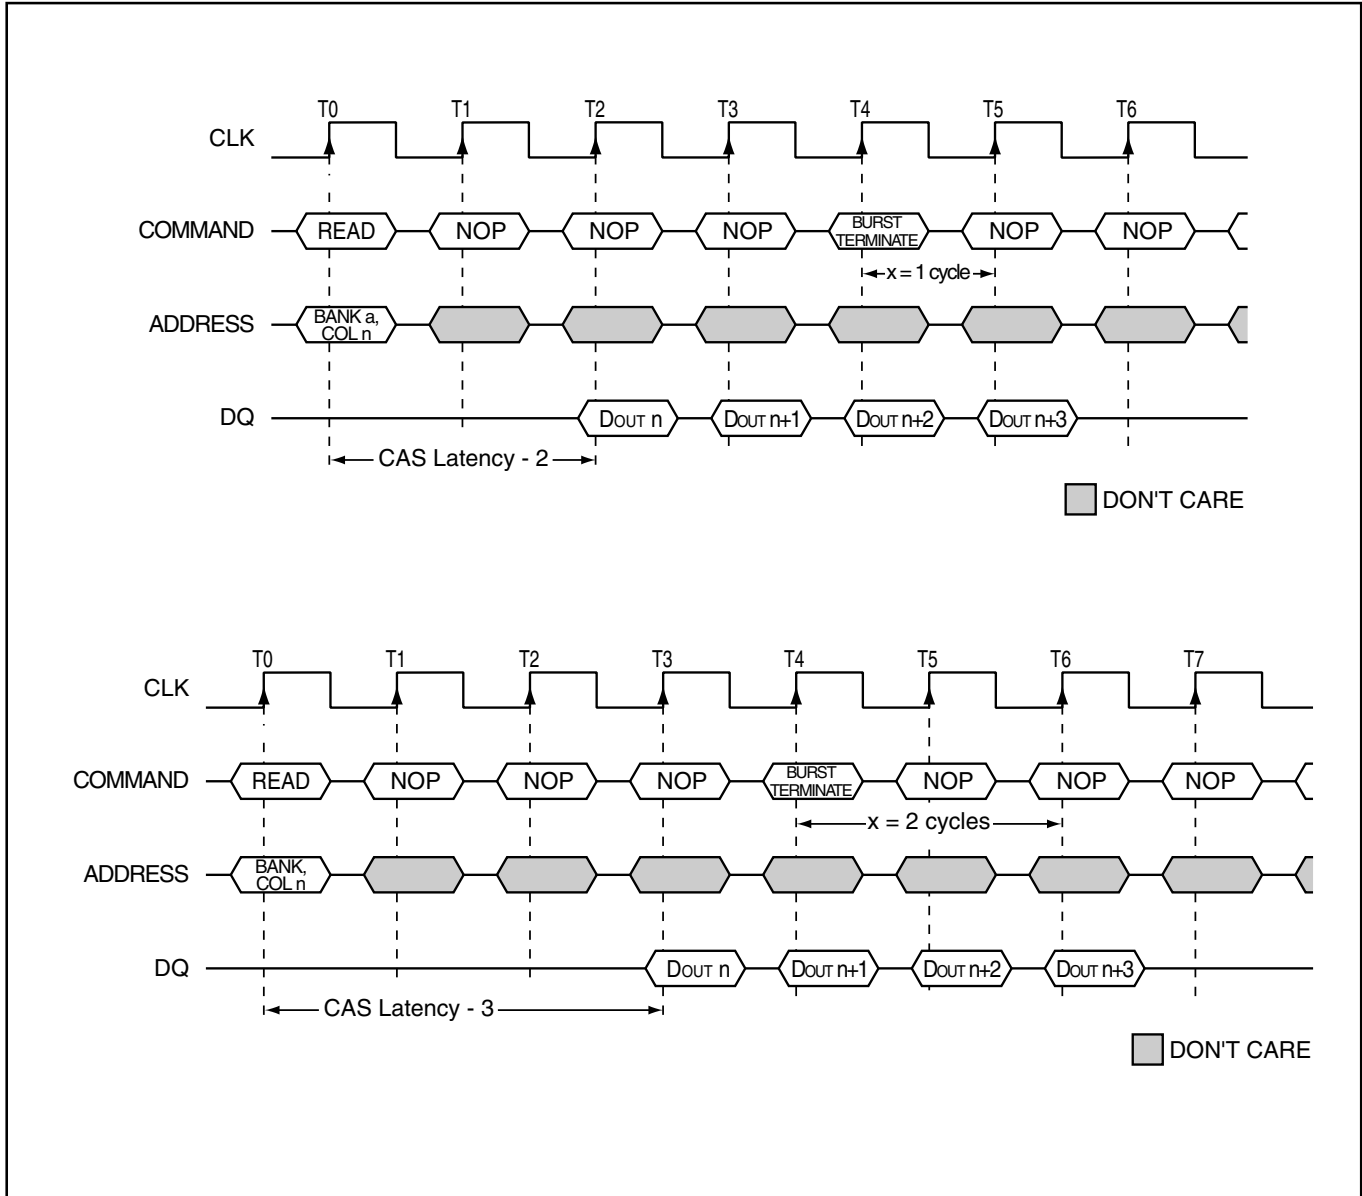 T0 T1 T2 T3 T4 T5 T6
CLK
COMMAND READ NOP NOP NOP BURST TERMINATE NOP NOP
x = 1 cycle
ADDRESS BANK a, COL n
DQ DOUT n DOUT n+1 DOUT n+2 DOUT n+3
CAS Latency - 2
DON'T CARE
T0 T1 T2 T3 T4 T5 T6 T7
CLK
COMMAND READ NOP NOP NOP BURST TERMINATE NOP NOP NOP
x = 2 cycles
ADDRESS BANK, COL n
DQ DOUT n DOUT n+1 DOUT n+2 DOUT n+3
CAS Latency - 3
DON'T CARE